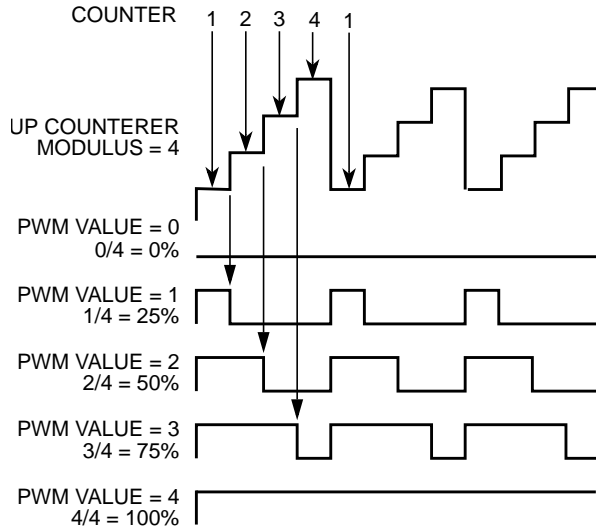 COUNTER 1 2 3 4 1
UP COUNTERER
MODULUS = 4
PWM VALUE = 0
0/4 = 0%
PWM VALUE = 1
1/4 = 25%
PWM VALUE = 2
2/4 = 50%
PWM VALUE = 3
3/4 = 75%
PWM VALUE = 4
4/4 = 100%